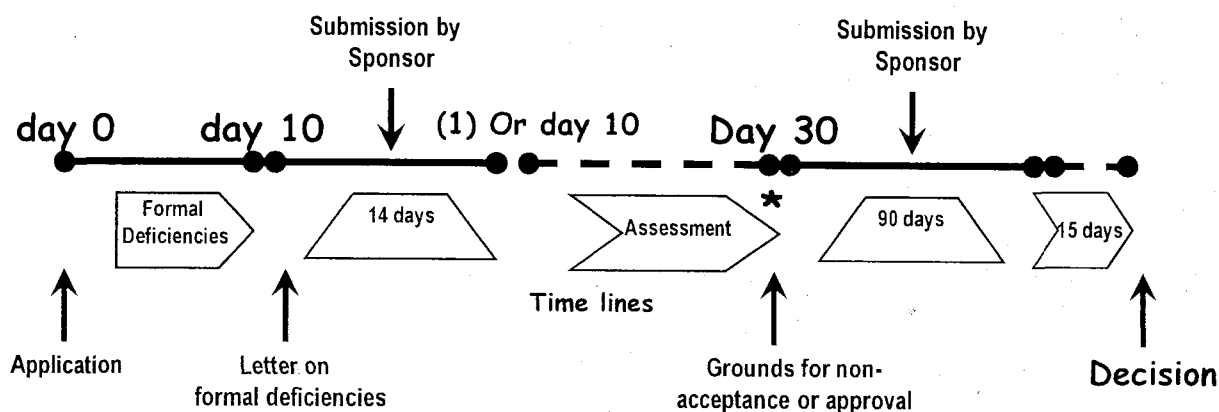 Submission by
Sponsor
Submission by
Sponsor
day 0
day 10
(1) Or day 10
Day 30
*
Formal
Deficiencies
14 days
Assessment
90 days
15 days
Time lines
Application
Letter on
formal deficiencies
Grounds for non-
acceptance or approval
Decision